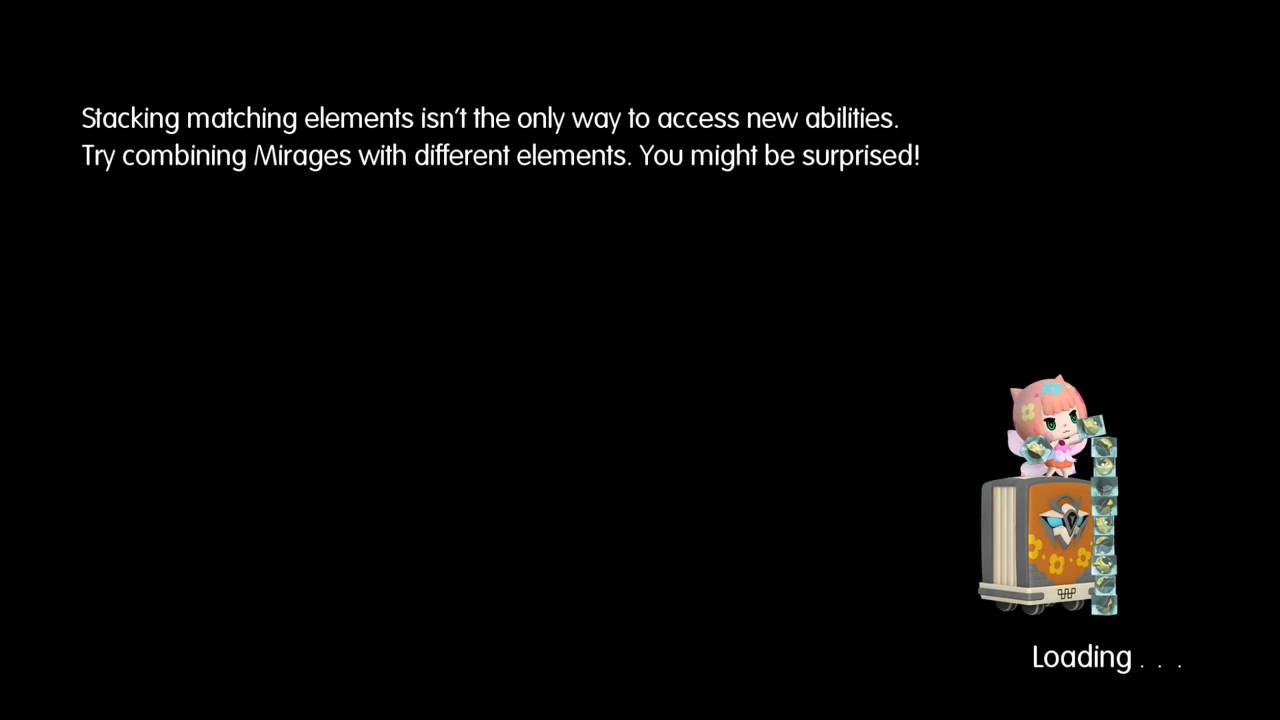 Stacking matching elements isn't the only way to access new abilities.
Try combining Mirages with different elements. You might be surprised!
Loading . . .